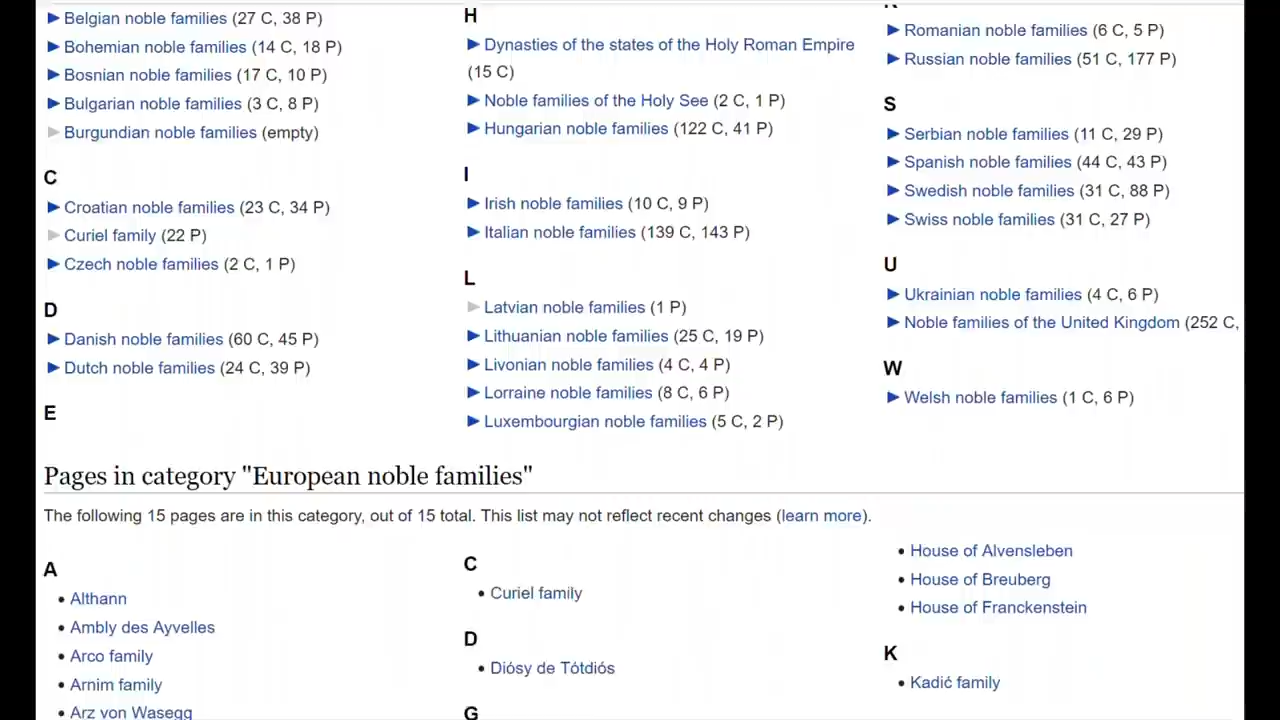 ► Belgian noble families (27 C, 38 P)
► Bohemian noble families (14 C, 18 P)
► Bosnian noble families (17 C, 10 P)
► Bulgarian noble families (3 C, 8 P)
► Burgundian noble families (empty)
C
► Croatian noble families (23 C, 34 P)
► Curiel family (22 P)
► Czech noble families (2 C, 1 P)
D
► Danish noble families (60 C, 45 P)
► Dutch noble families (24 C, 39 P)
E
H
► Dynasties of the states of the Holy Roman Empire
(15 C)
► Noble families of the Holy See (2 C, 1 P)
► Hungarian noble families (122 C, 41 P)
I
► Irish noble families (10 C, 9 P)
► Italian noble families (139 C, 143 P)
L
► Latvian noble families (1 P)
► Lithuanian noble families (25 C, 19 P)
► Livonian noble families (4 C, 4 P)
► Lorraine noble families (8 C, 6 P)
► Luxembourgian noble families (5 C, 2 P)
► Romanian noble families (6 C, 5 P)
► Russian noble families (51 C, 177 P)
S
► Serbian noble families (11 C, 29 P)
► Spanish noble families (44 C, 43 P)
► Swedish noble families (31 C, 88 P)
► Swiss noble families (31 C, 27 P)
U
► Ukrainian noble families (4 C, 6 P)
► Noble families of the United Kingdom (252 C,
W
► Welsh noble families (1 C, 6 P)
Pages in category "European noble families"
The following 15 pages are in this category, out of 15 total. This list may not reflect recent changes (learn more).
A
• Althann
• Ambly des Ayvelles
• Arco family
• Arnim family
• Arz von Wasegg
C
• Curiel family
D
• Diósy de Tótdiós
G
• House of Alvensleben
• House of Breuberg
• House of Franckenstein
K
• Kadić family